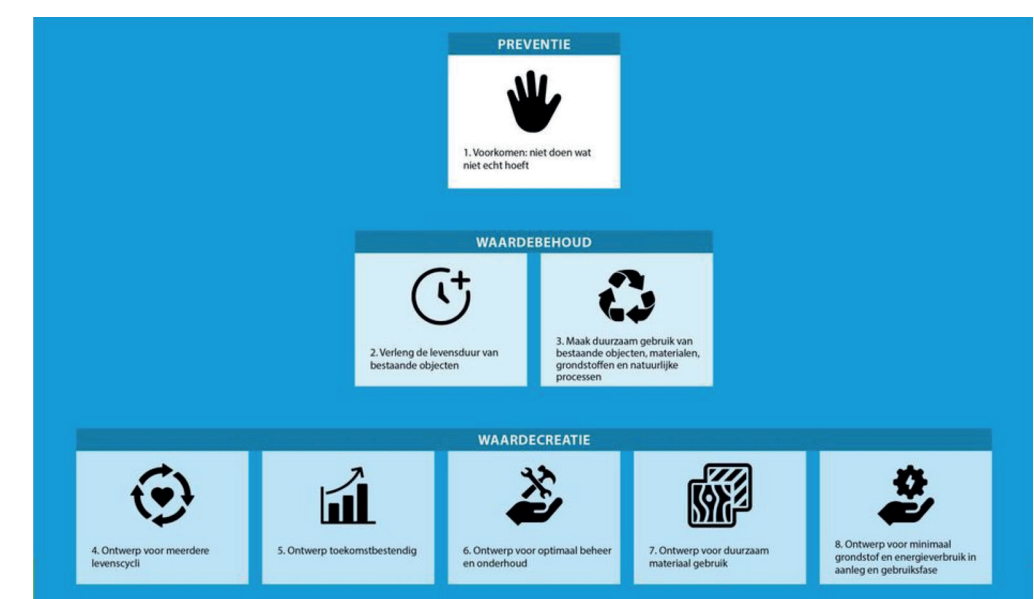 PREVENTIE
1. Voorkomen: niet doen wat
niet echt hoeft
WAARDEBEHOUD
2. Verleng de levensduur van
bestaande objecten
3. Maak duurzaam gebruik van
bestaande objecten, materialen,
grondstoffen en natuurlijke
processen
WAARDECREATIE
4. Ontwerp voor meerdere
levenscycli
5. Ontwerp toekomstbestendig
6. Ontwerp voor optimaal beheer
en onderhoud
7. Ontwerp voor duurzaam
materiaal gebruik
8. Ontwerp voor minimaal
grondstof en energieverbruik in
aanleg en gebruiksfase